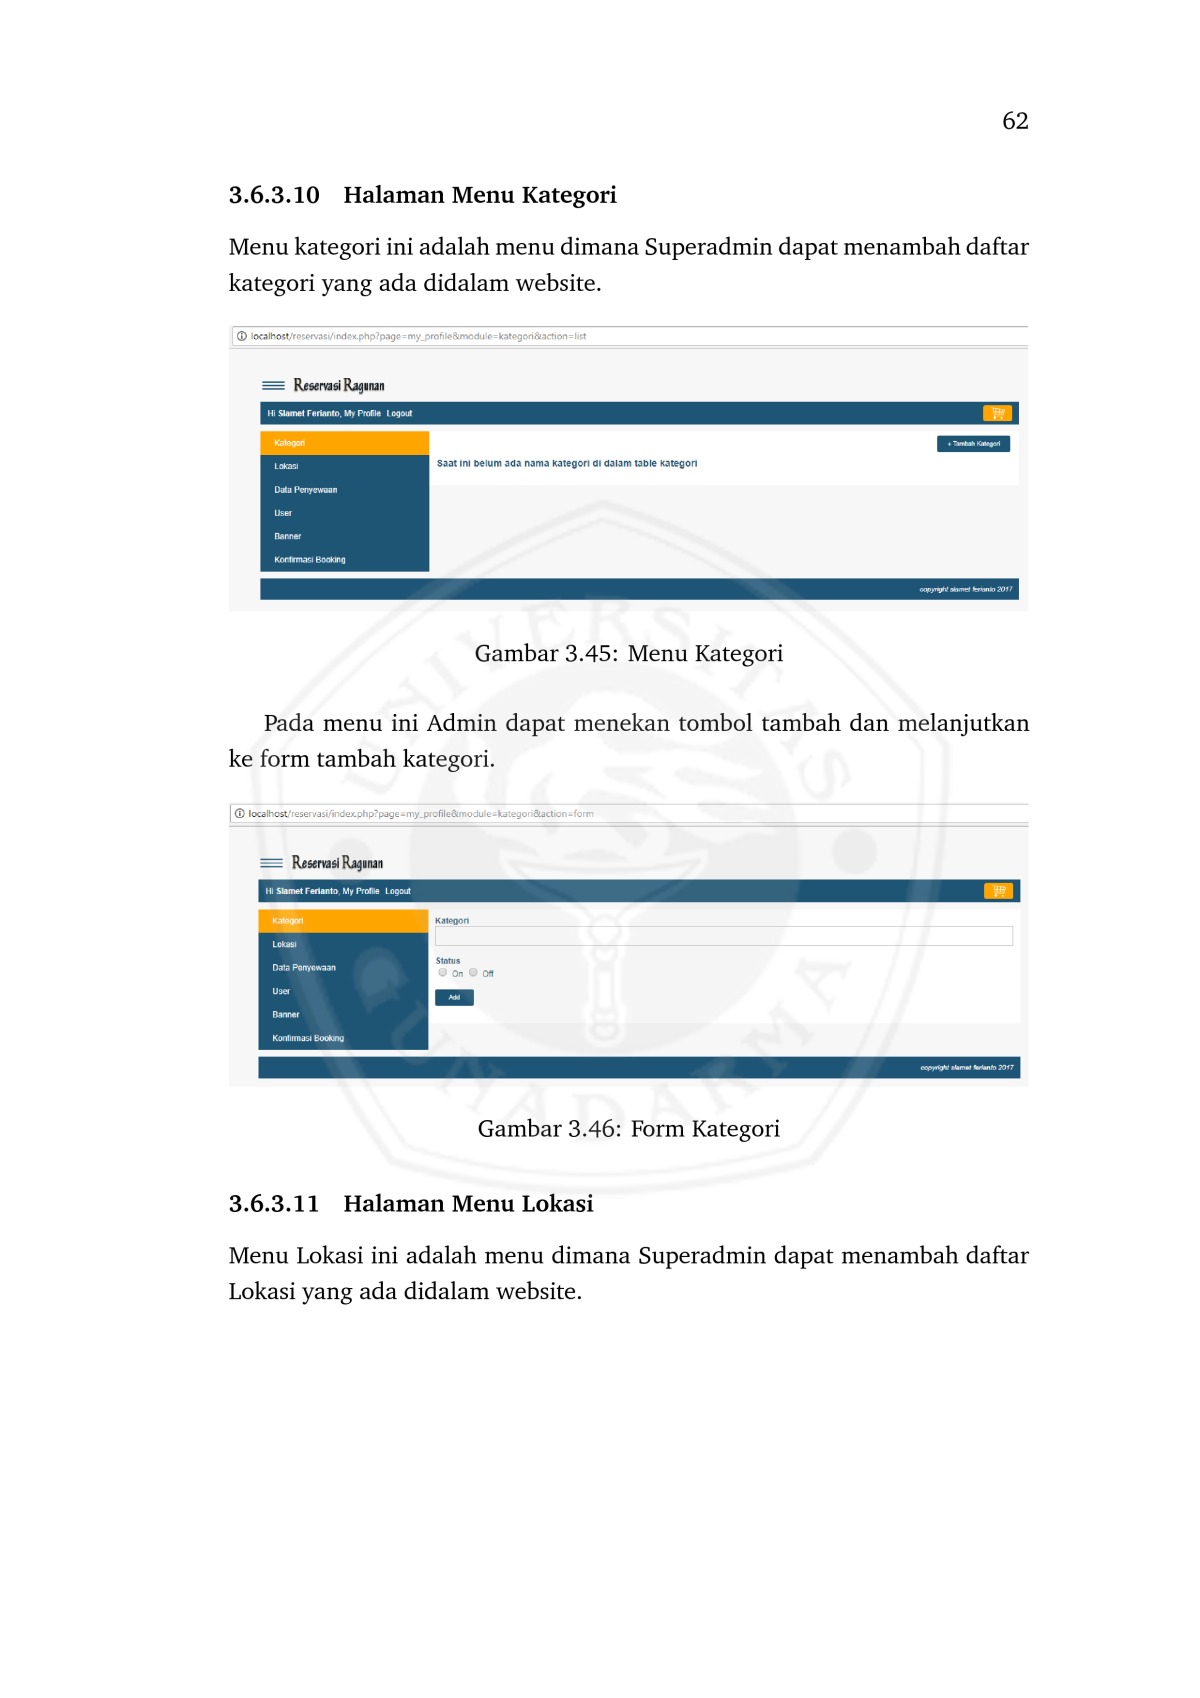 62
3.6.3.10 Halaman Menu Kategori
Menu kategori ini adalah menu dimana Superadmin dapat menambah daftar
kategori yang ada didalam website.
localhost/reservasi/index.php?page=my_profile&module=kategori&action=list
Reservasi Ragunan
Hi Slamet Ferianto, My Profile Logout
Kategori
+ Tambah Kategori
Lokasi
Saat ini belum ada nama kategori di dalam table kategori
Data Penyewaan
User
Banner
Konfirmasi Booking
copyright slamet ferianto 2017
Gambar 3.45: Menu Kategori
Pada menu ini Admin dapat menekan tombol tambah dan melanjutkan
ke form tambah kategori.
localhost/reservasi/index.php?page=my_profile&module=kategori&action=form
Reservasi Ragunan
Hi Slamet Ferianto, My Profile Logout
Kategori
Kategori
Lokasi
Status
Data Penyewaan
On Off
User
Add
Banner
Konfirmasi Booking
copyright slamet ferianto 2017
Gambar 3.46: Form Kategori
UNIVERSITAS
GUNADARMA
3.6.3.11 Halaman Menu Lokasi
Menu Lokasi ini adalah menu dimana Superadmin dapat menambah daftar
Lokasi yang ada didalam website.